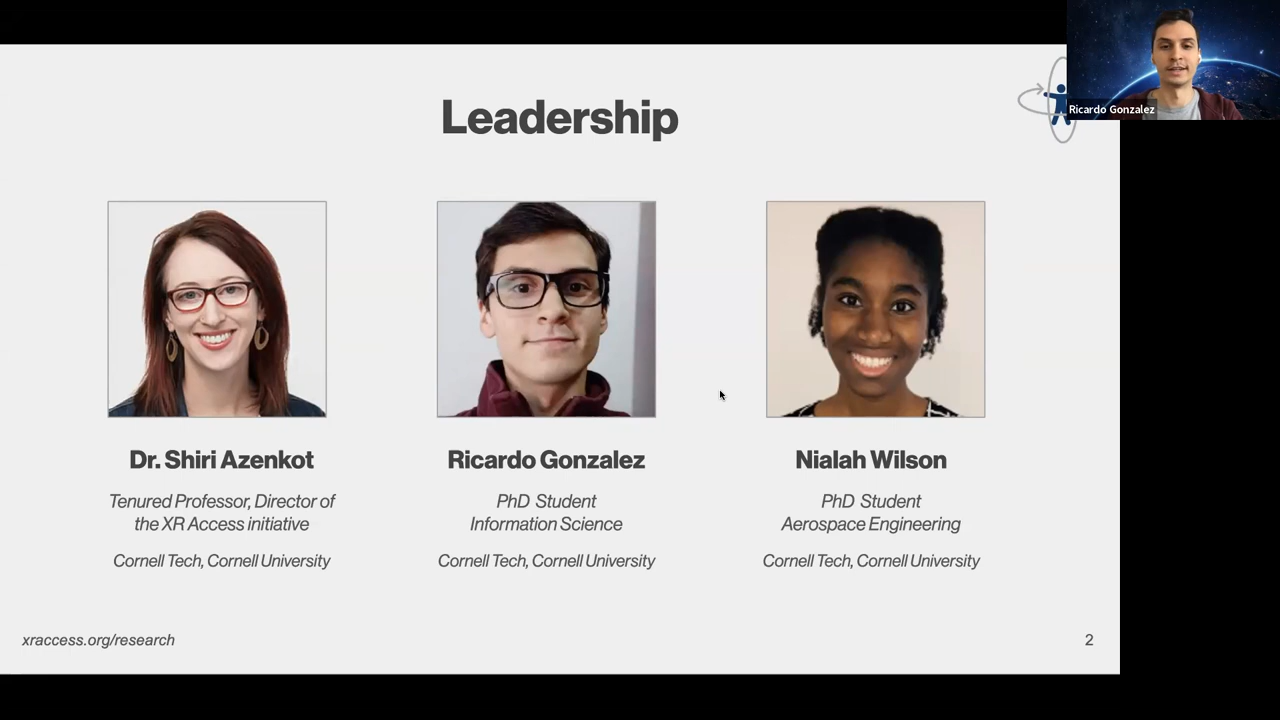 Leadership
Ricardo Gonzalez
Dr. Shiri Azenkot
Tenured Professor, Director of
the XR Access initiative
Cornell Tech, Cornell University
Ricardo Gonzalez
PhD Student
Information Science
Cornell Tech, Cornell University
Nialah Wilson
PhD Student
Aerospace Engineering
Cornell Tech, Cornell University
xraccess.org/research
2